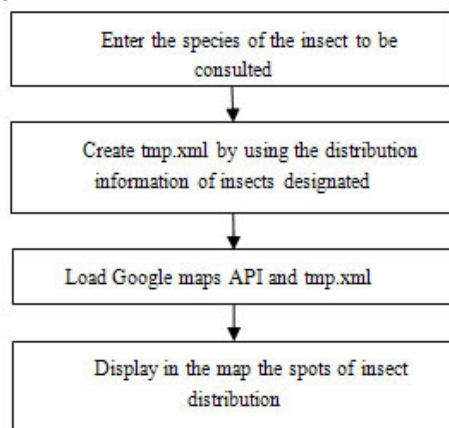 Enter the species of the insect to be
consulted
Create tmp.xml by using the distribution
information of insects designated
Load Google maps API and tmp.xml
Display in the map the spots of insect
distribution